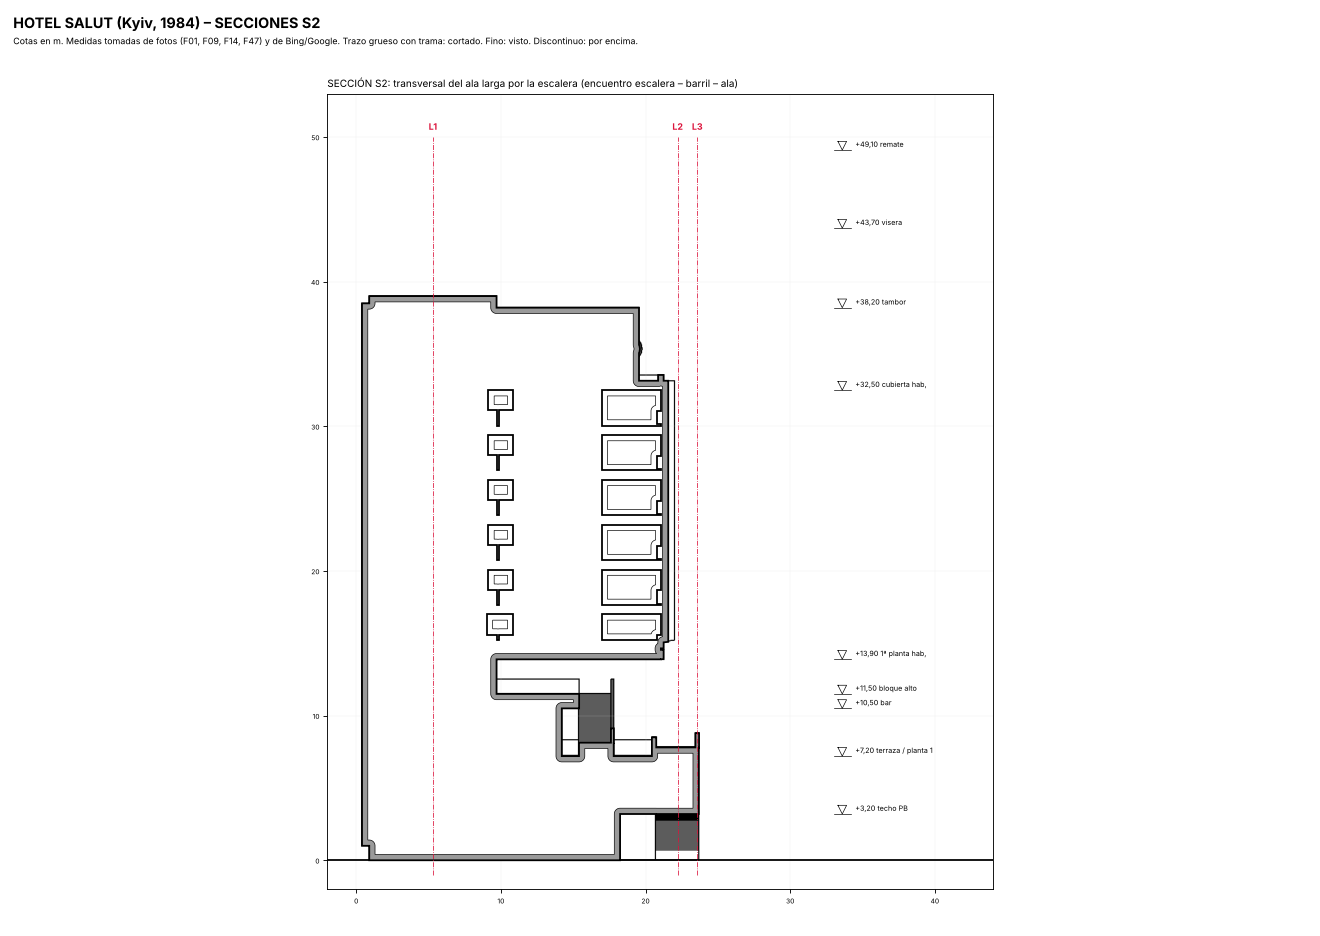 HOTEL SALUT (Kyiv, 1984) – SECCIONES S2
Cotas en m. Medidas tomadas de fotos (F01, F09, F14, F47) y de Bing/Google. Trazo grueso con trama: cortado. Fino: visto. Discontinuo: por encima.
SECCIÓN S2: transversal del ala larga por la escalera (encuentro escalera – barril – ala)
L1 L2 L3
50
+49,10 remate
+43,70 visera
40
+38,20 tambor
+32,50 cubierta hab,
30
20
+13,90 1ª planta hab,
+11,50 bloque alto
+10,50 bar
10
+7,20 terraza / planta 1
+3,20 techo PB
0
0 10 20 30 40